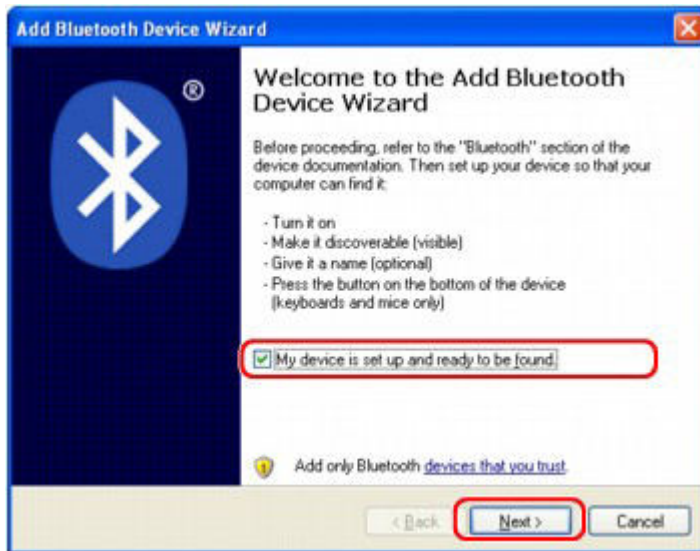 Add Bluetooth Device Wizard
®
Welcome to the Add Bluetooth
Device Wizard
Before proceeding, refer to the "Bluetooth" section of the
device documentation. Then set up your device so that your
computer can find it:
- Turn it on
- Make it discoverable (visible)
- Give it a name (optional)
- Press the button on the bottom of the device
(keyboards and mice only)
My device is set up and ready to be found.
Add only Bluetooth devices that you trust.
< Back
Next >
Cancel